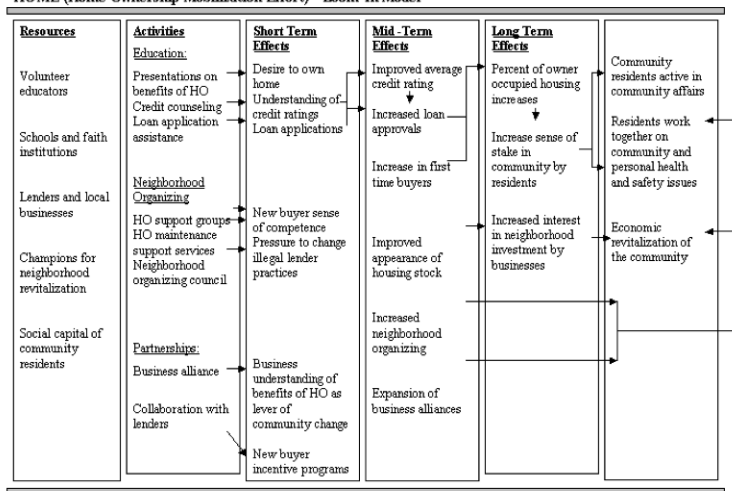 Resources
Volunteer
educators
Schools and faith
institutions
Lenders and local
businesses
Champions for
neighborhood
revitalization
Social capital of
community
residents
Activities
Education:
Presentations on
benefits of HO
Credit counseling
Loan application
assistance
Neighborhood
Organizing
HO support groups
HO maintenance
support services
Neighborhood
organizing council
Partnerships:
Business alliance
Collaboration with
lenders
Short Term
Effects
Desire to own
home
Understanding of
credit ratings
Loan applications
New buyer sense
of competence
Pressure to change
illegal lender
practices
Business
understanding of
benefits of HO as
lever of
community change
New buyer
incentive programs
Mid -Term
Effects
Improved average
credit rating
Increased loan
approvals
Increase in first
time buyers
Improved
appearance of
housing stock
Increased
neighborhood
organizing
Expansion of
business alliances
Long Term
Effects
Percent of owner
occupied housing
increases
Increase sense of
stake in
community by
residents
Increased interest
in neighborhood
investment by
businesses
Community
residents active in
community affairs
Residents work
together on
community and
personal health
and safety issues
Economic
revitalization of
the community